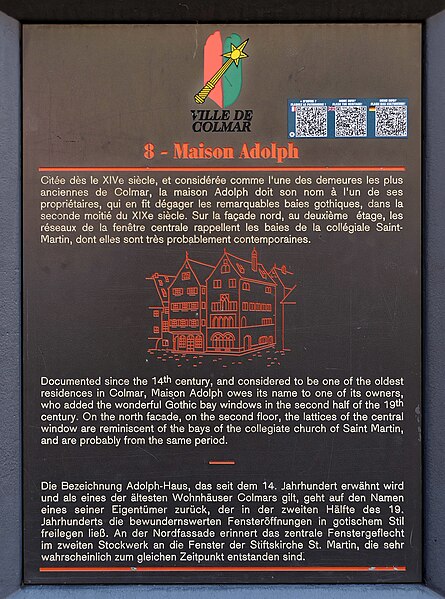 VILLE DE
COLMAR
8 - Maison Adolph
Citée dès le XIVe siècle, et considérée comme l'une des demeures les plus
anciennes de Colmar, la maison Adolph doit son nom à l'un de ses
propriétaires, qui en fit dégager les remarquables baies gothiques, dans la
seconde moitié du XIXe siècle. Sur la façade nord, au deuxième étage, les
réseaux de la fenêtre centrale rappellent les baies de la collégiale Saint-
Martin, dont elles sont très probablement contemporaines.
Documented since the 14th century, and considered to be one of the oldest
residences in Colmar, Maison Adolph owes its name to one of its owners,
who added the wonderful Gothic bay windows in the second half of the 19th
century. On the north facade, on the second floor, the lattices of the central
window are reminiscent of the bays of the collegiate church of Saint Martin,
and are probably from the same period.
Die Bezeichnung Adolph-Haus, das seit dem 14. Jahrhundert erwähnt wird
und als eines der ältesten Wohnhäuser Colmars gilt, geht auf den Namen
eines seiner Eigentümer zurück, der in der zweiten Hälfte des 19.
Jahrhunderts die bewundernswerten Fensteröffnungen in gotischem Stil
freilegen ließ. An der Nordfassade erinnert das zentrale Fenstergeflecht
im zweiten Stockwerk an die Fenster der Stiftskirche St. Martin, die sehr
wahrscheinlich zum gleichen Zeitpunkt entstanden sind.